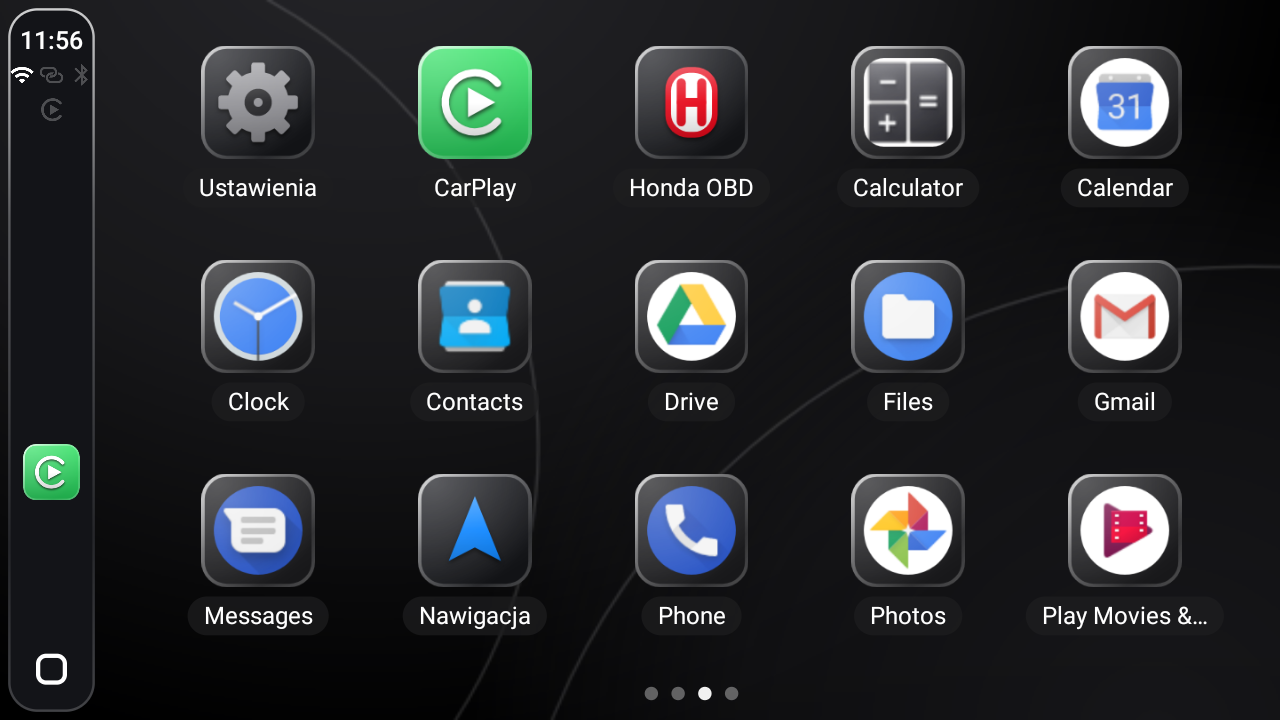 11:56
Ustawienia
CarPlay
Honda OBD
Calculator
31
Calendar
Clock
Contacts
Drive
Files
Gmail
Messages
Nawigacja
Phone
Photos
Play Movies &...